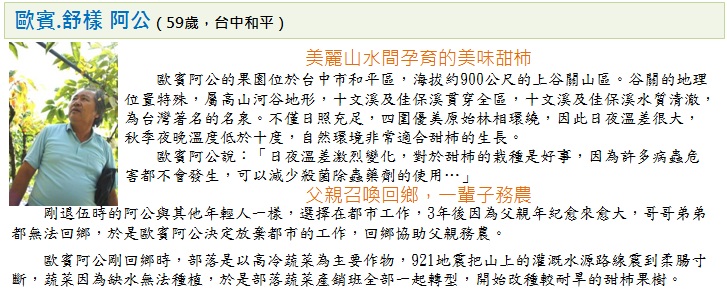 歐賓.舒樣 阿公（59歲，台中和平）
美麗山水間孕育的美味甜柿
歐賓阿公的果園位於台中市和平區，海拔約900公尺的上谷關山區。谷關的地理
位置特殊，屬高山河谷地形，十文溪及佳保溪貫穿全區，十文溪及佳保溪水質清澈，
為台灣著名的名泉。不僅日照充足，四圍優美原始林相環繞，因此日夜溫差很大，
秋季夜晚溫度低於十度，自然環境非常適合甜柿的生長。
歐賓阿公說：「日夜溫差激烈變化，對於甜柿的栽種是好事，因為許多病蟲危
害都不會發生，可以減少殺菌除蟲藥劑的使用…」
父親召喚回鄉，一輩子務農
剛退伍時的阿公與其他年輕人一樣，選擇在都市工作，3年後因為父親年紀愈來愈大，哥哥弟弟
都無法回鄉，於是歐賓阿公決定放棄都市的工作，回鄉協助父親務農。
歐賓阿公剛回鄉時，部落是以高冷蔬菜為主要作物，921地震把山上的灌溉水源路線震到柔腸寸
斷，蔬菜因為缺水無法種植，於是部落蔬菜產銷班全部一起轉型，開始改種較耐旱的甜柿果樹。